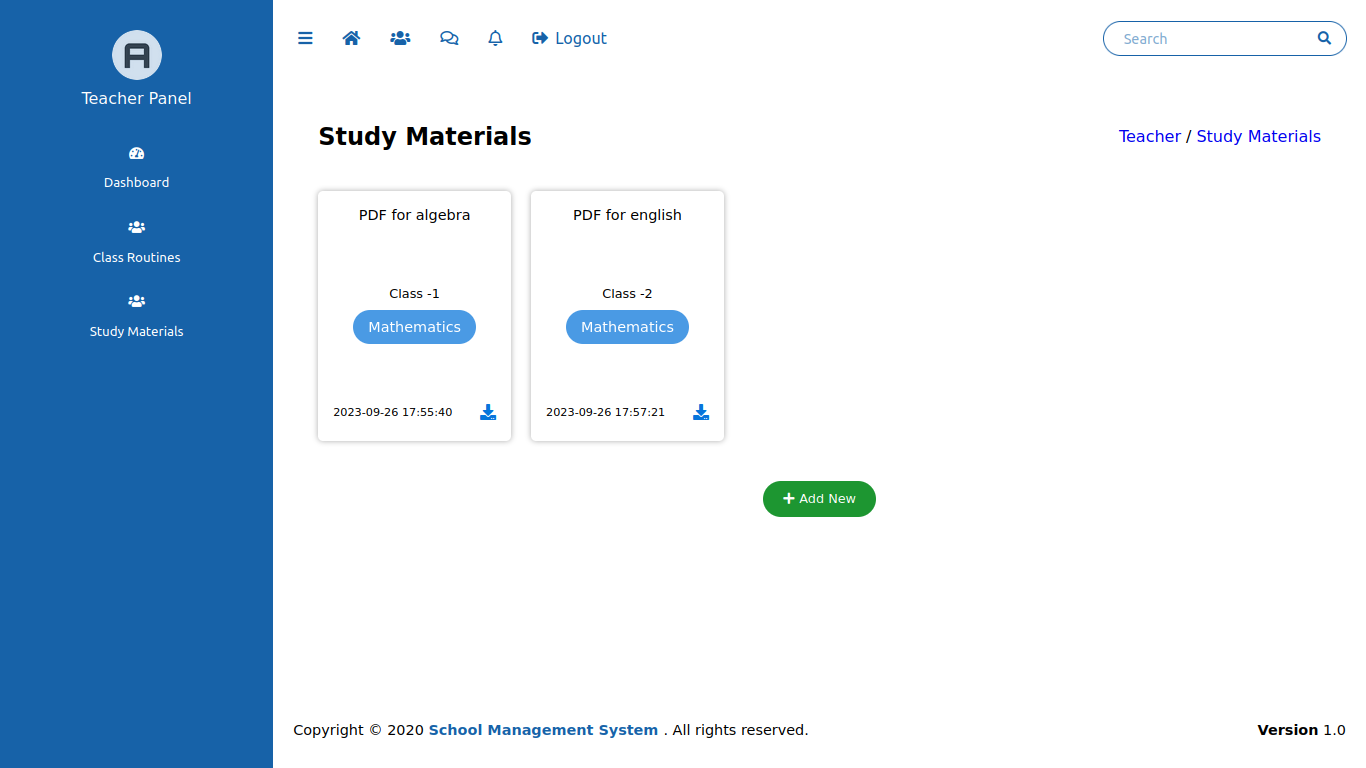 Teacher Panel
Dashboard
Class Routines
Study Materials
Logout
Search
Study Materials
Teacher / Study Materials
PDF for algebra
Class -1
Mathematics
2023-09-26 17:55:40
PDF for english
Class -2
Mathematics
2023-09-26 17:57:21
Add New
Copyright © 2020 School Management System . All rights reserved.
Version 1.0